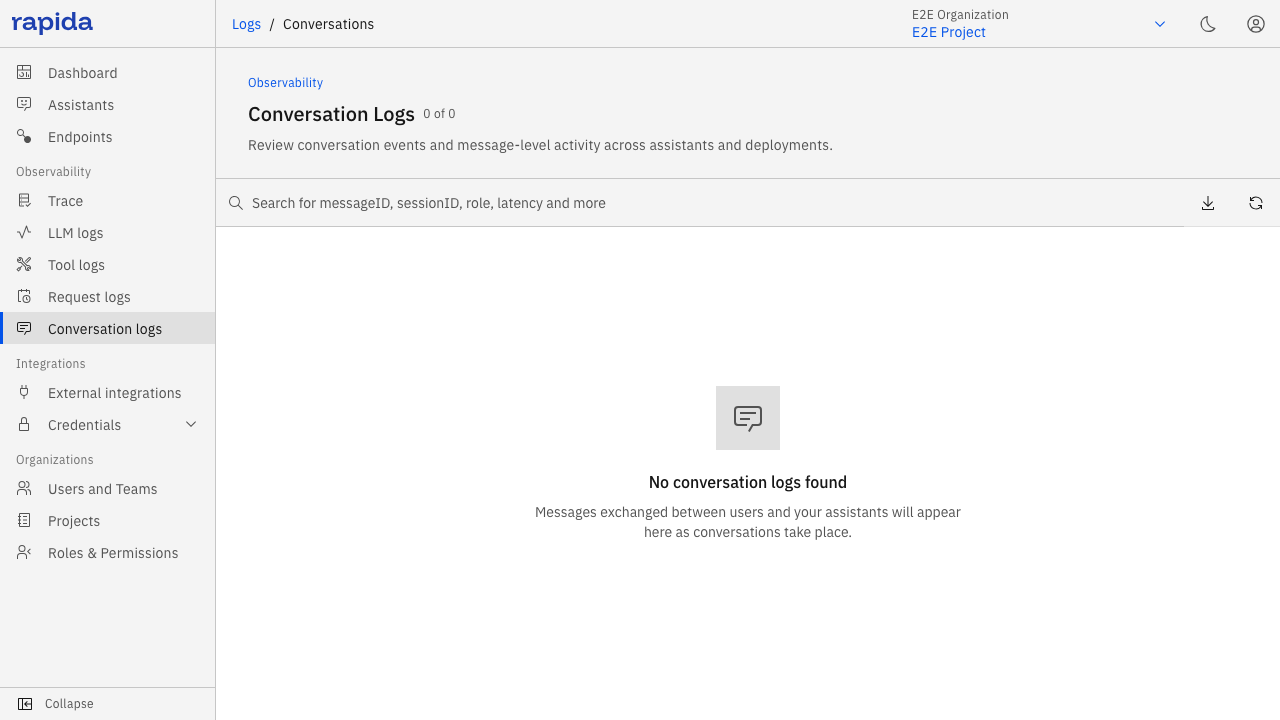 rapida
Logs / Conversations
E2E Organization
E2E Project
Dashboard
Assistants
Endpoints
Observability
Trace
LLM logs
Tool logs
Request logs
Conversation logs
Integrations
External integrations
Credentials
Organizations
Users and Teams
Projects
Roles & Permissions
Collapse
Observability
Conversation Logs 0 of 0
Review conversation events and message-level activity across assistants and deployments.
Search for messageID, sessionID, role, latency and more
No conversation logs found
Messages exchanged between users and your assistants will appear
here as conversations take place.